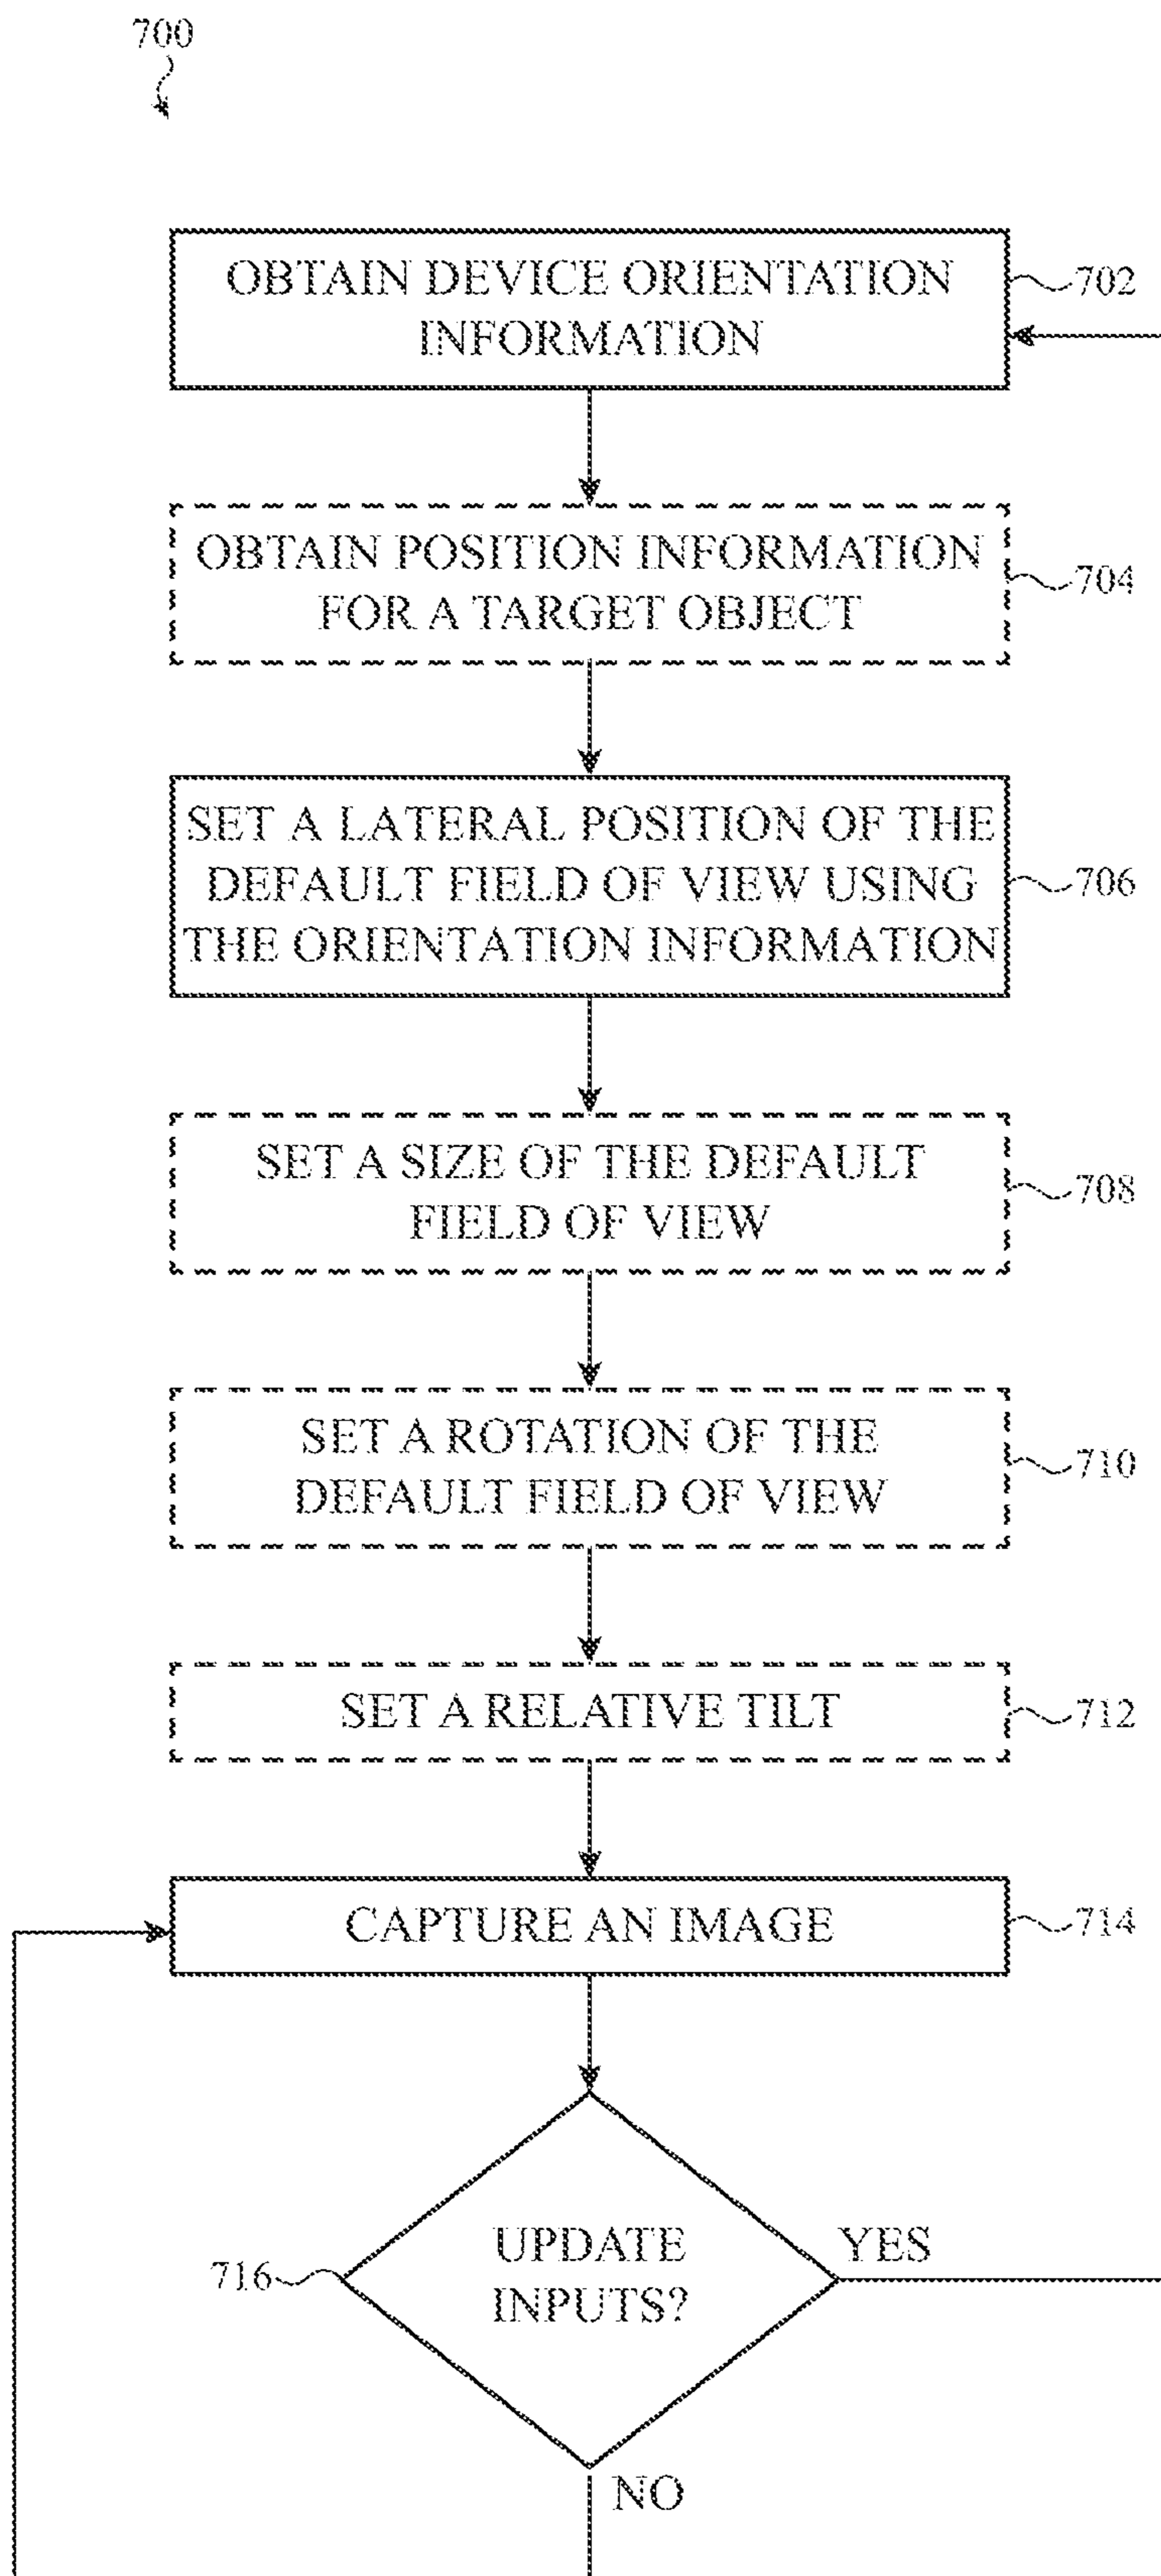 700
OBTAIN DEVICE ORIENTATION
INFORMATION
702
OBTAIN POSITION INFORMATION
FOR A TARGET OBJECT
704
SET A LATERAL POSITION OF THE
DEFAULT FIELD OF VIEW USING
THE ORIENTATION INFORMATION
706
SET A SIZE OF THE DEFAULT
FIELD OF VIEW
708
SET A ROTATION OF THE
DEFAULT FIELD OF VIEW
710
SET A RELATIVE TILT
712
CAPTURE AN IMAGE
714
716
UPDATE
INPUTS?
YES
NO